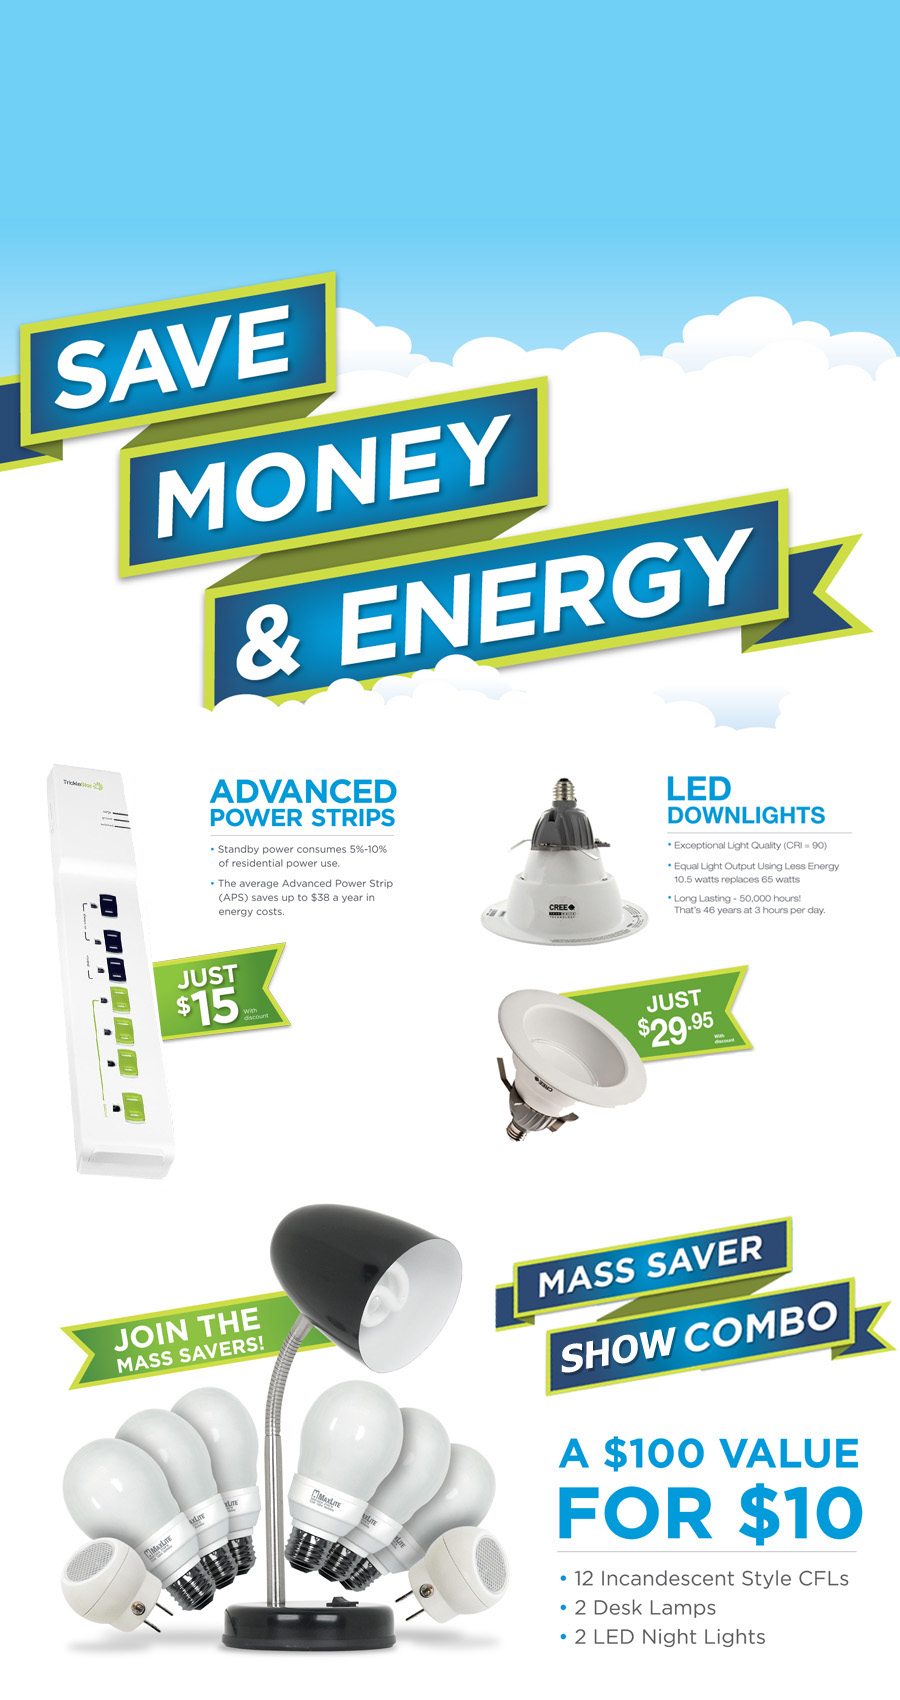 SAVE
MONEY
& ENERGY
TrickleStar
ADVANCED
POWER STRIPS
• Standby power consumes 5%-10%
of residential power use.
• The average Advanced Power Strip
(APS) saves up to $38 a year in
energy costs.
JUST
$15
With
discount
LED
DOWNLIGHTS
• Exceptional Light Quality (CRI = 90)
• Equal Light Output Using Less Energy
10.5 watts replaces 65 watts
• Long Lasting - 50,000 hours!
That's 46 years at 3 hours per day.
CREE
JUST
$29.95
With
discount
CREE
JOIN THE
MASS SAVERS!
MASS SAVER
SHOW COMBO
MAXLITE
MAXLITE
A $100 VALUE
FOR $10
• 12 Incandescent Style CFLs
• 2 Desk Lamps
• 2 LED Night Lights